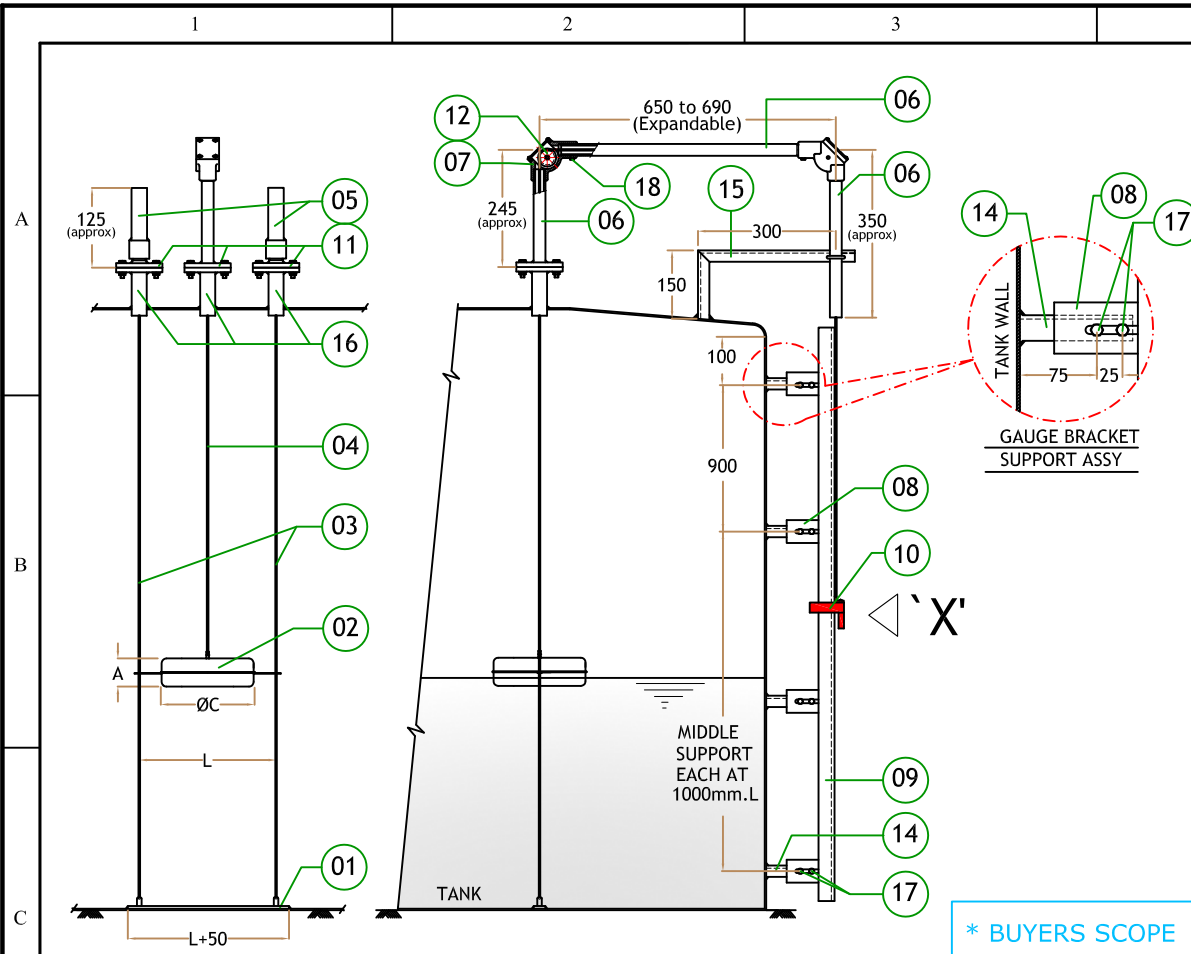 1
2
3
A
B
C
125
(approx)
05
11
16
04
03
02
A
ØC
L
01
L+50
12
07
650 to 690
(Expandable)
06
18
15
06
245
(approx)
06
300
350
(approx)
150
100
900
08
10
`X'
MIDDLE
SUPPORT
EACH AT
1000mm.L
09
14
17
TANK
14
08
17
TANK WALL
75
25
GAUGE BRACKET
SUPPORT ASSY
* BUYERS SCOPE